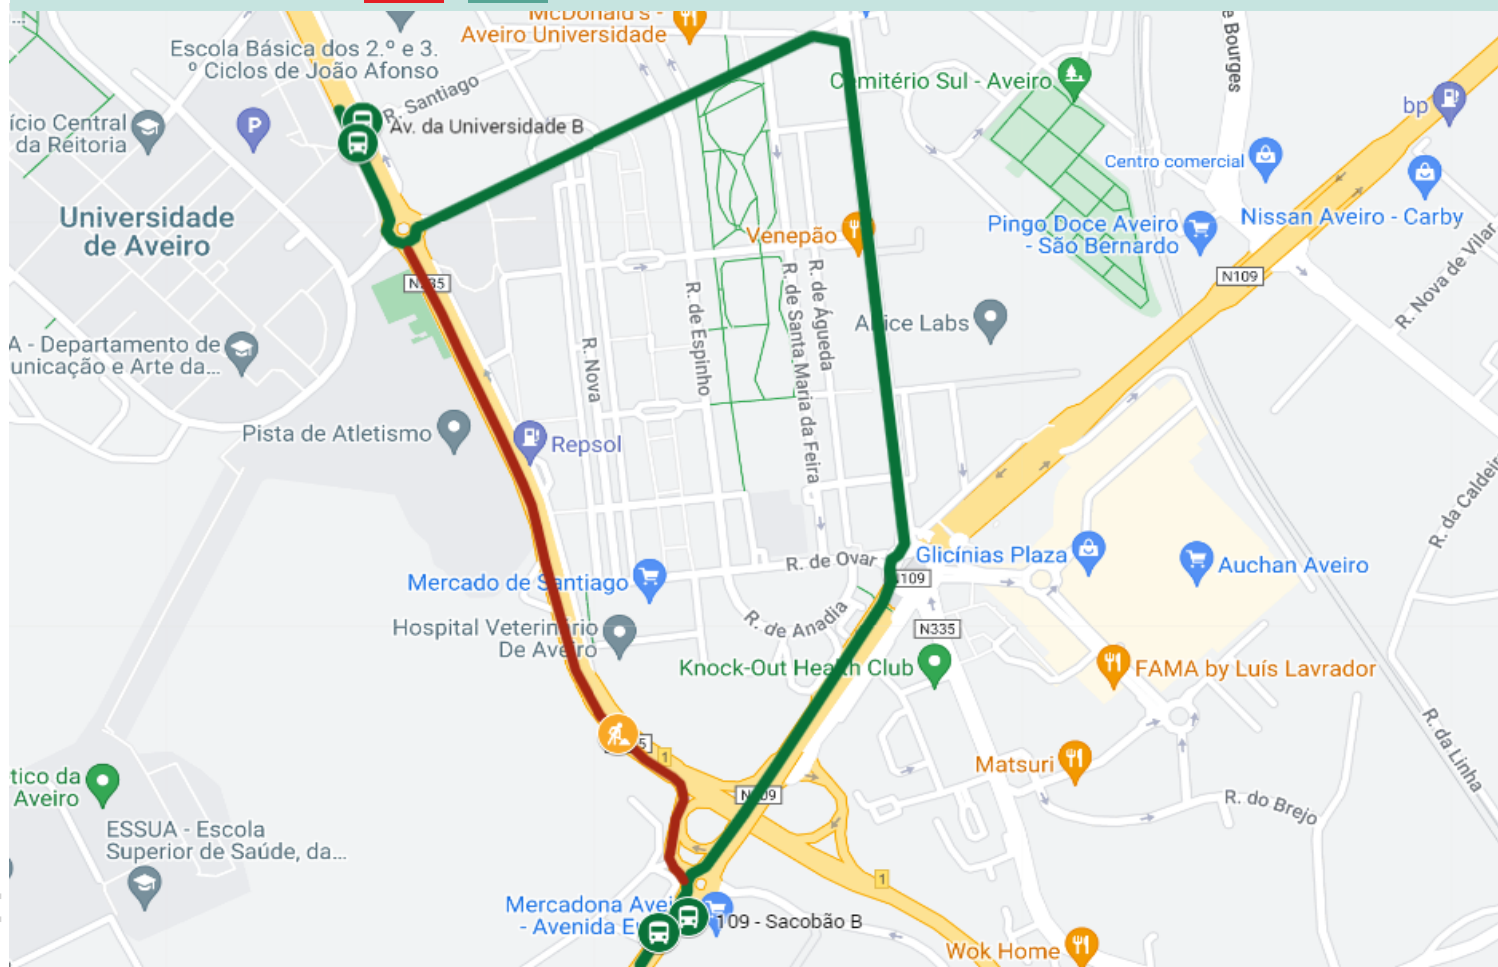 McDonald's -
Aveiro Universidade
e Bourges
Escola Básica dos 2.º e 3.
º Ciclos de João Afonso
R. Santiago
Cemitério Sul - Aveiro
bp
ício Central
da Reitoria
P
Av. da Universidade B
Centro comercial
Universidade
de Aveiro
Venepão
Pingo Doce Aveiro
- São Bernardo
Nissan Aveiro - Carby
N109
R. Nova de Vilar
R. de Espinho
R. de Santa Maria da Feira
R. de Águeda
R. Nova
Labs
A - Departamento de
unicação e Arte da...
Pista de Atletismo
Repsol
R. da
Glicínias Plaza
Auchan Aveiro
R. de Ovar
109
Mercado de Santiago
R. de Anadia
N335
Hospital Veterinário
De Aveiro
Knock-Out Health Club
FAMA by Luís Lavrador
R. da Linha
5
1
Matsuri
N109
R. do Brejo
tico da
Aveiro
ESSUA - Escola
Superior de Saúde, da...
1
Mercadona Avei
- Avenida E
109 - Sacobão B
Wok Home